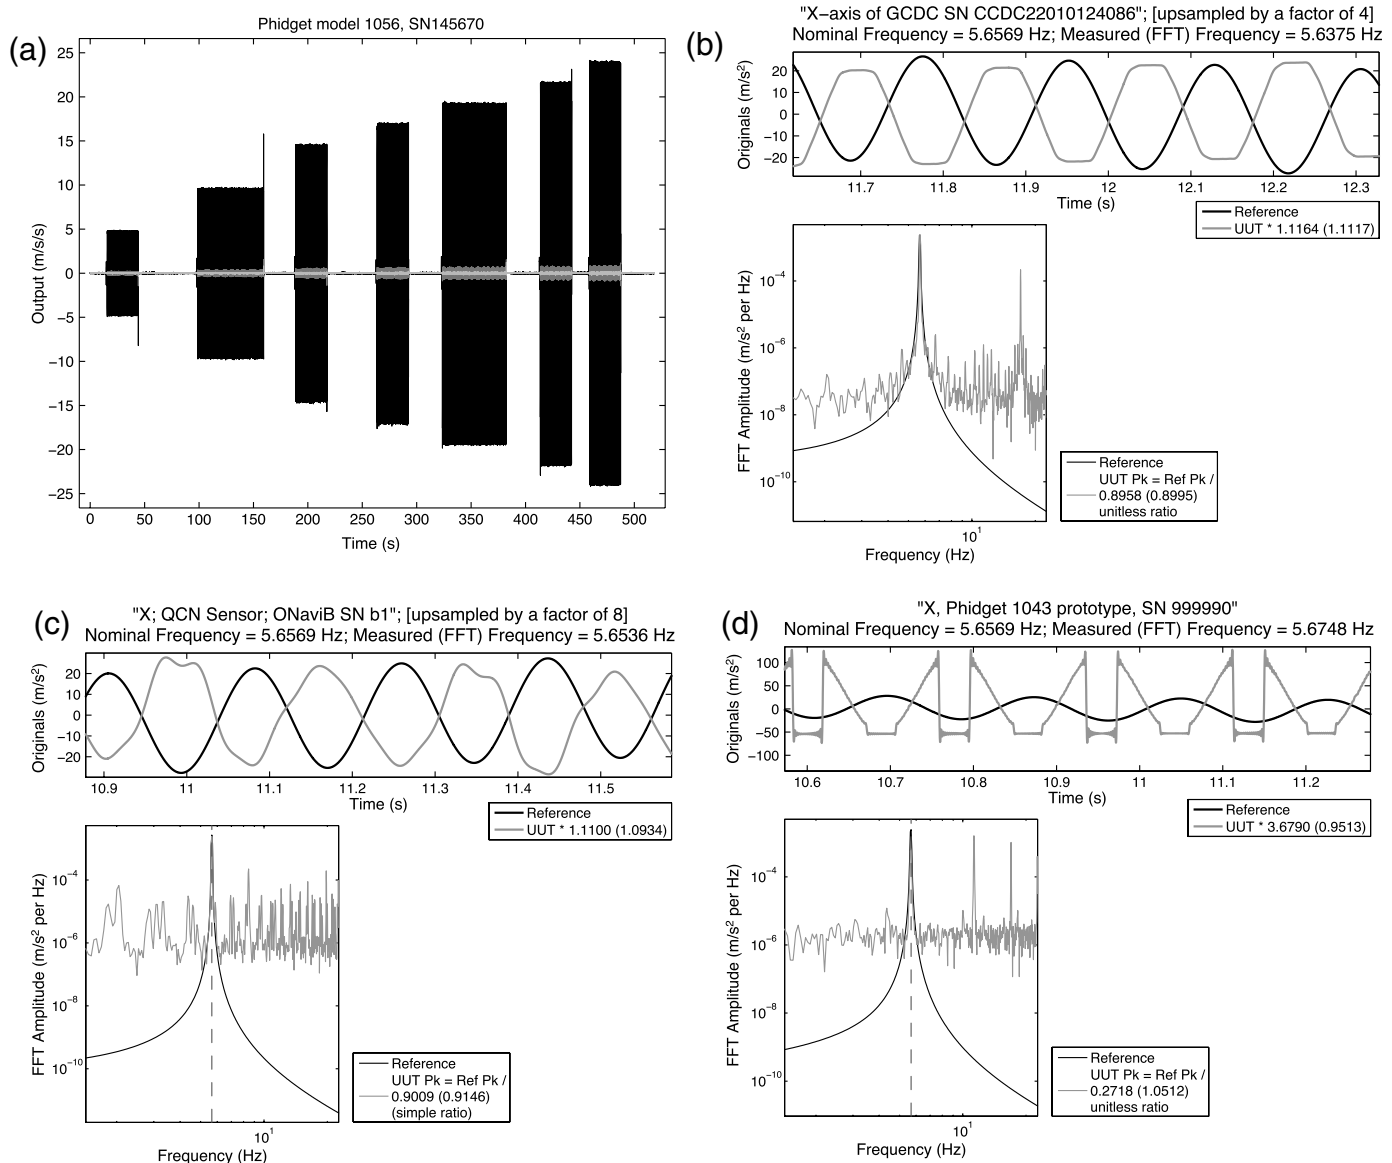 (a)
Phidget model 1056, SN145670
Output (m/s/s)
25
20
15
10
5
0
−5
−10
−15
−20
−25
0 50 100 150 200 250 300 350 400 450 500
Time (s)
(b)
"X−axis of GCDC SN CCDC22010124086"; [upsampled by a factor of 4]
Nominal Frequency = 5.6569 Hz; Measured (FFT) Frequency = 5.6375 Hz
Originals (m/s²)
20
10
0
−10
−20
11.7 11.8 11.9 12 12.1 12.2 12.3
Time (s)
Reference
UUT * 1.1164 (1.1117)
FFT Amplitude (m/s² per Hz)
10⁻⁴
10⁻⁶
10⁻⁸
10⁻¹⁰
10¹
Frequency (Hz)
Reference
UUT Pk = Ref Pk /
0.8958 (0.8995)
unitless ratio
(c)
"X; QCN Sensor; ONaviB SN b1"; [upsampled by a factor of 8]
Nominal Frequency = 5.6569 Hz; Measured (FFT) Frequency = 5.6536 Hz
Originals (m/s²)
20
10
0
−10
−20
10.9 11 11.1 11.2 11.3 11.4 11.5
Time (s)
Reference
UUT * 1.1100 (1.0934)
FFT Amplitude (m/s² per Hz)
10⁻⁴
10⁻⁶
10⁻⁸
10⁻¹⁰
10¹
Frequency (Hz)
Reference
UUT Pk = Ref Pk /
0.9009 (0.9146)
(simple ratio)
(d)
"X, Phidget 1043 prototype, SN 999990"
Nominal Frequency = 5.6569 Hz; Measured (FFT) Frequency = 5.6748 Hz
Originals (m/s²)
100
50
0
−50
−100
10.6 10.7 10.8 10.9 11 11.1 11.2
Time (s)
Reference
UUT * 3.6790 (0.9513)
FFT Amplitude (m/s² per Hz)
10⁻⁴
10⁻⁶
10⁻⁸
10⁻¹⁰
10¹
Frequency (Hz)
Reference
UUT Pk = Ref Pk /
0.2718 (1.0512)
unitless ratio